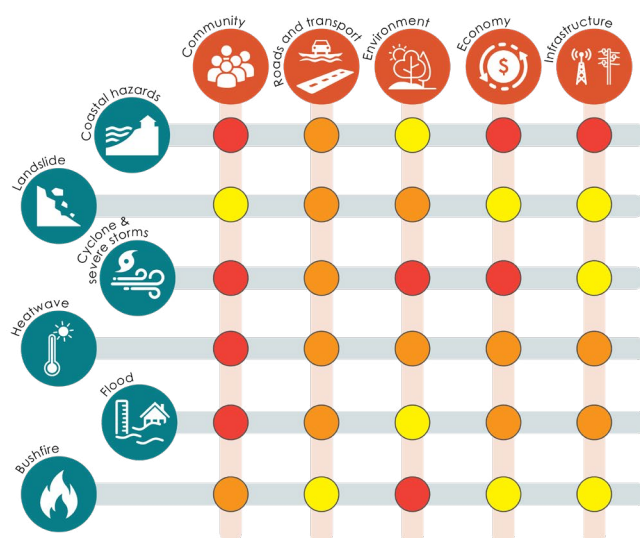 Community
Roads and transport
Environment
Economy
Infrastructure
$
Coastal hazards
Landslide
Cyclone &
severe storms
Heatwave
Flood
Bushfire